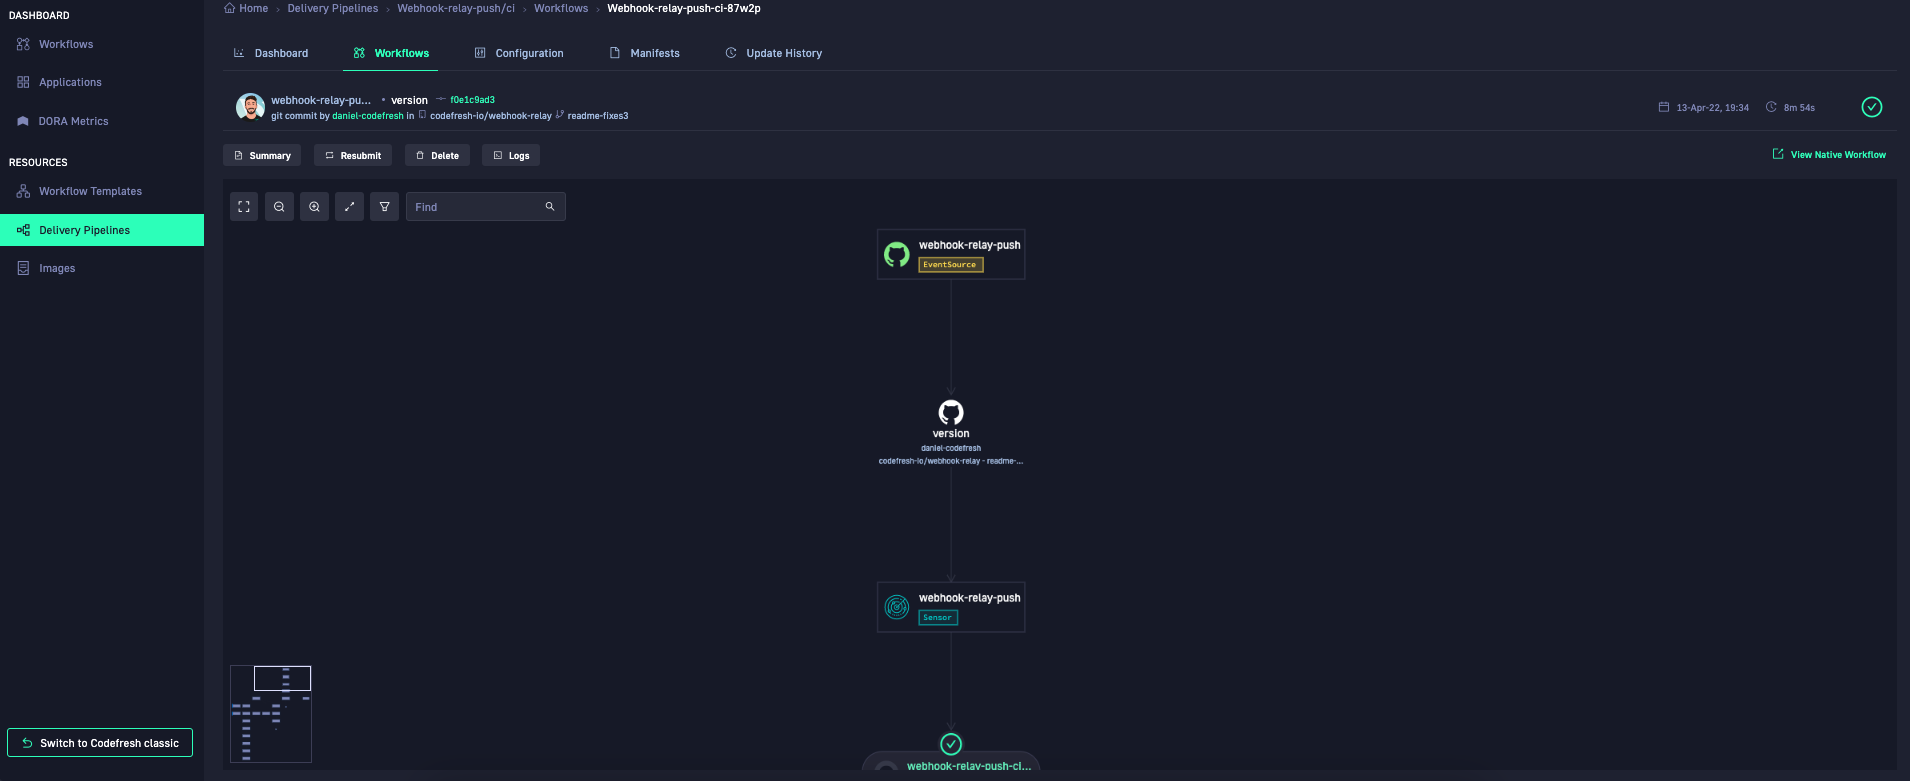 DASHBOARD
Workflows
Applications
DORA Metrics
RESOURCES
Workflow Templates
Delivery Pipelines
Images
Switch to Codefresh classic
Home › Delivery Pipelines › Webhook-relay-push/ci › Workflows › Webhook-relay-push-ci-87w2p
Dashboard Workflows Configuration Manifests Update History
webhook-relay-pu... • version f0e1c9ad3
git commit by daniel-codefresh in codefresh-io/webhook-relay readme-fixes3
13-Apr-22, 19:34 8m 54s
Summary Resubmit Delete Logs
View Native Workflow
Find
webhook-relay-push
EventSource
version
daniel-codefresh
codefresh-io/webhook-relay - readme-...
webhook-relay-push
Sensor
webhook-relay-push-ci...